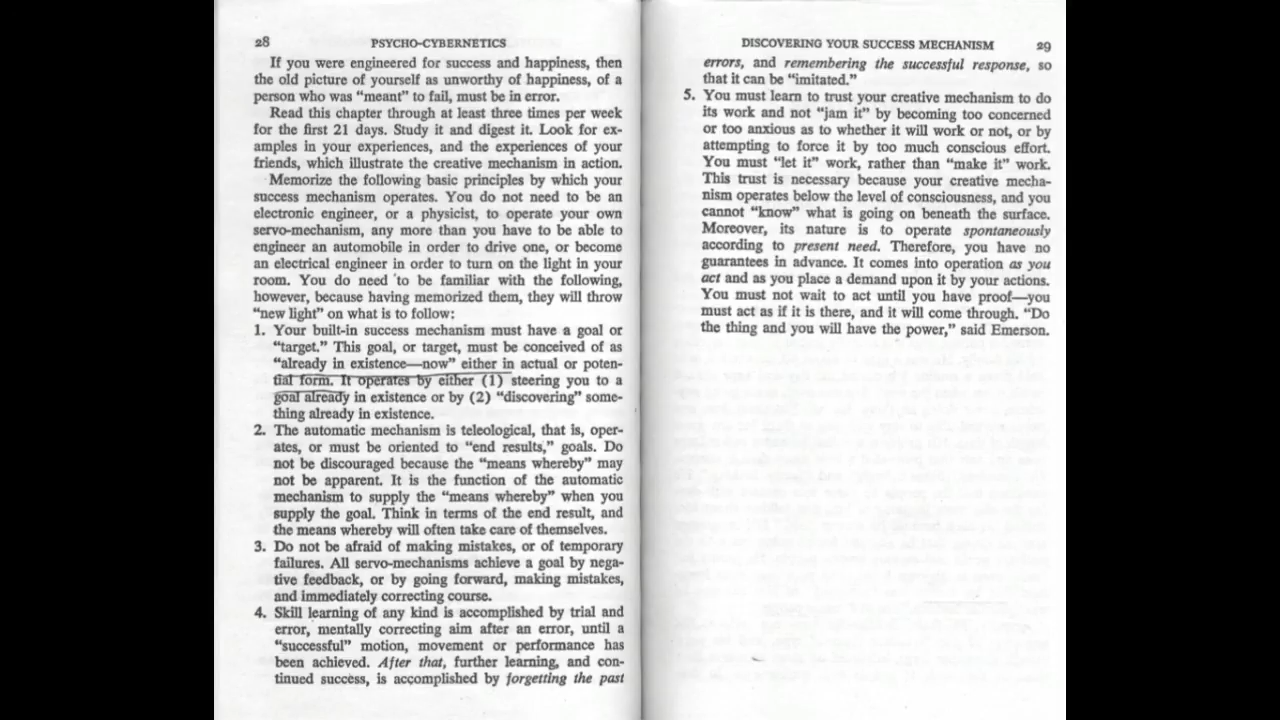 28 PSYCHO-CYBERNETICS
If you were engineered for success and happiness, then
the old picture of yourself as unworthy of happiness, of a
person who was “meant” to fail, must be in error.
Read this chapter through at least three times per week
for the first 21 days. Study it and digest it. Look for ex-
amples in your experiences, and the experiences of your
friends, which illustrate the creative mechanism in action.
Memorize the following basic principles by which your
success mechanism operates. You do not need to be an
electronic engineer, or a physicist, to operate your own
servo-mechanism, any more than you have to be able to
engineer an automobile in order to drive one, or become
an electrical engineer in order to turn on the light in your
room. You do need to be familiar with the following,
however, because having memorized them, they will throw
“new light” on what is to follow:
1. Your built-in success mechanism must have a goal or
“target.” This goal, or target, must be conceived of as
“already in existence—now” either in actual or poten-
tial form. It operates by either (1) steering you to a
goal already in existence or by (2) “discovering” some-
thing already in existence.
2. The automatic mechanism is teleological, that is, oper-
ates, or must be oriented to “end results,” goals. Do
not be discouraged because the “means whereby” may
not be apparent. It is the function of the automatic
mechanism to supply the “means whereby” when you
supply the goal. Think in terms of the end result, and
the means whereby will often take care of themselves.
3. Do not be afraid of making mistakes, or of temporary
failures. All servo-mechanisms achieve a goal by nega-
tive feedback, or by going forward, making mistakes,
and immediately correcting course.
4. Skill learning of any kind is accomplished by trial and
error, mentally correcting aim after an error, until a
“successful” motion, movement or performance has
been achieved. After that, further learning, and con-
tinued success, is accomplished by forgetting the past
DISCOVERING YOUR SUCCESS MECHANISM 29
errors, and remembering the successful response, so
that it can be “imitated.”
5. You must learn to trust your creative mechanism to do
its work and not “jam it” by becoming too concerned
or too anxious as to whether it will work or not, or by
attempting to force it by too much conscious effort.
You must “let it” work, rather than “make it” work.
This trust is necessary because your creative mecha-
nism operates below the level of consciousness, and you
cannot “know” what is going on beneath the surface.
Moreover, its nature is to operate spontaneously
according to present need. Therefore, you have no
guarantees in advance. It comes into operation as you
act and as you place a demand upon it by your actions.
You must not wait to act until you have proof—you
must act as if it is there, and it will come through. “Do
the thing and you will have the power,” said Emerson.